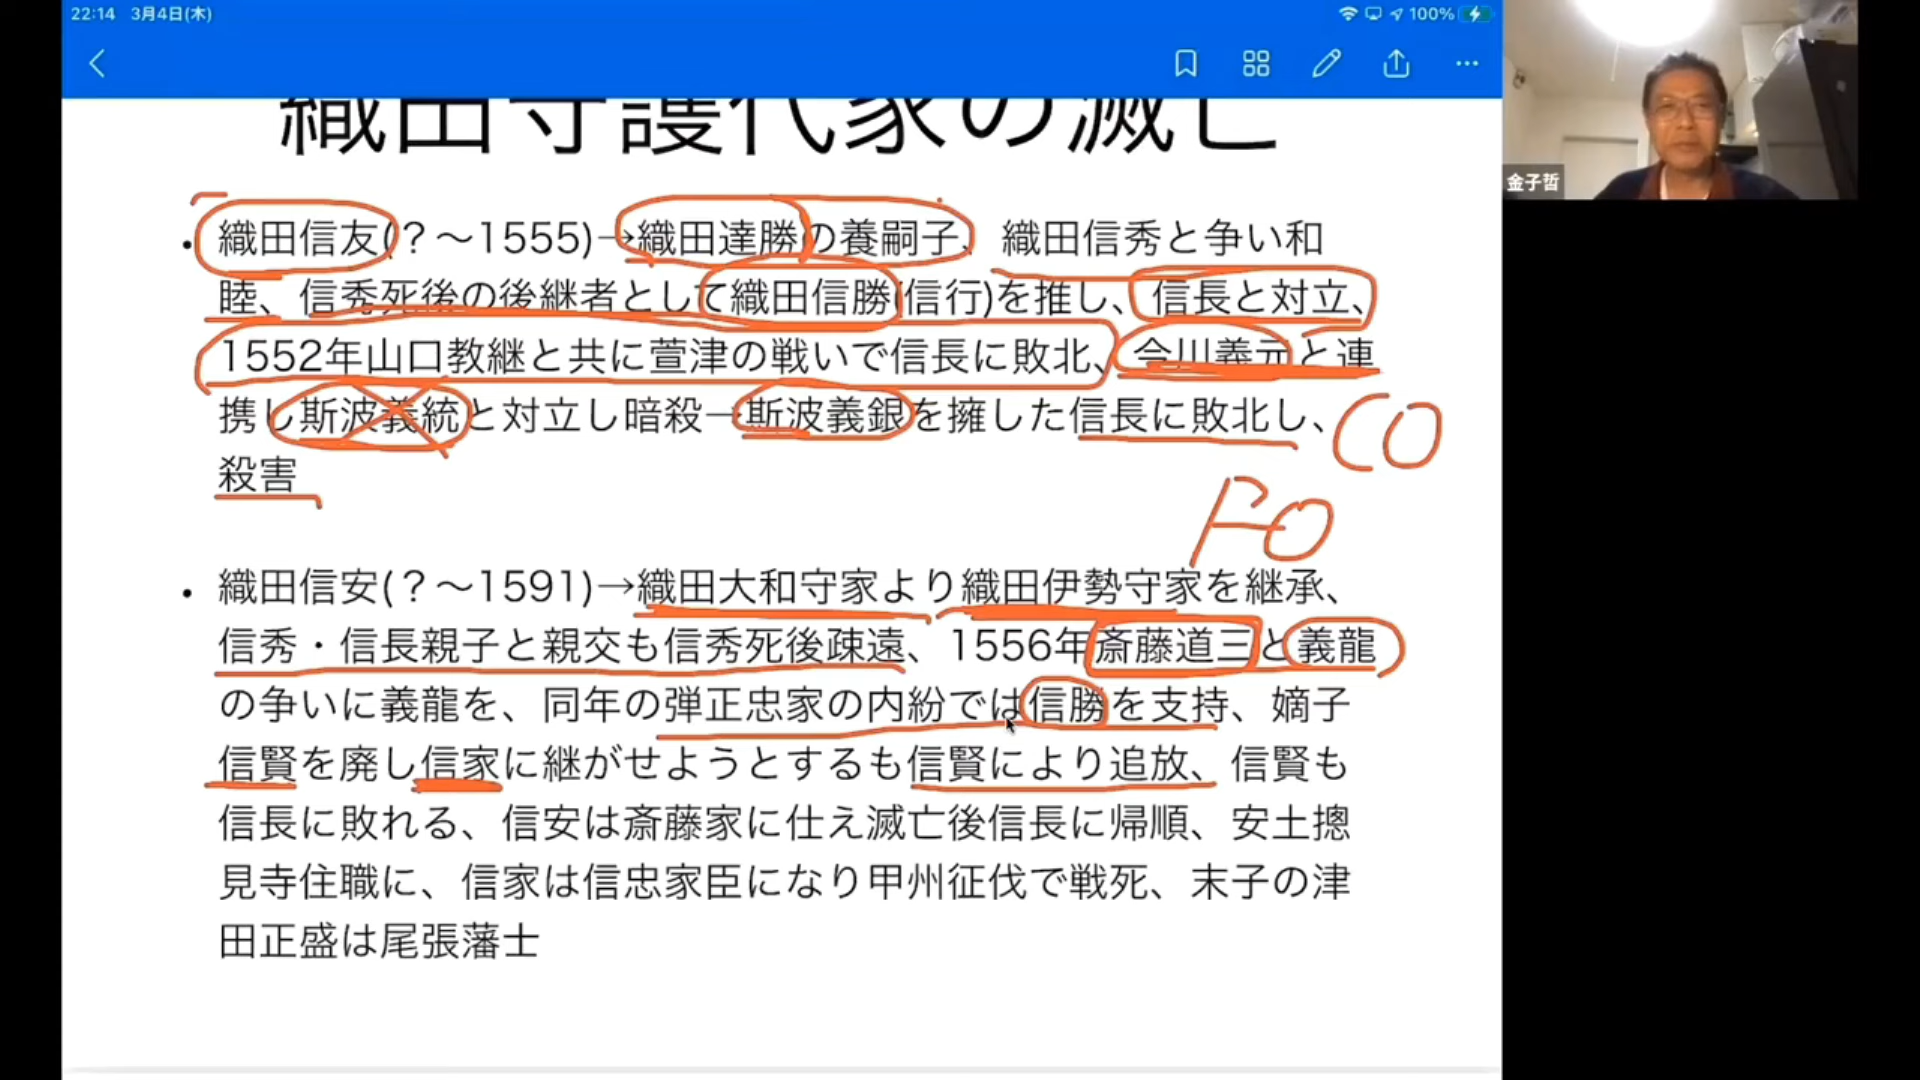 22:14 3月4日(木)
100%
織田守護代家の滅亡
金子哲
・織田信友(？〜1555)→織田達勝の養嗣子、織田信秀と争い和
睦、信秀死後の後継者として織田信勝(信行)を推し、信長と対立、
1552年山口教継と共に萱津の戦いで信長に敗北、今川義元と連
携し斯波義統と対立し暗殺→斯波義銀を擁した信長に敗北し、
殺害
CO
FO
・織田信安(？〜1591)→織田大和守家より織田伊勢守家を継承、
信秀・信長親子と親交も信秀死後疎遠、1556年斎藤道三と義龍
の争いに義龍を、同年の弾正忠家の内紛では信勝を支持、嫡子
信賢を廃し信家に継がせようとするも信賢により追放、信賢も
信長に敗れる、信安は斎藤家に仕え滅亡後信長に帰順、安土摠
見寺住職に、信家は信忠家臣になり甲州征伐で戦死、末子の津
田正盛は尾張藩士